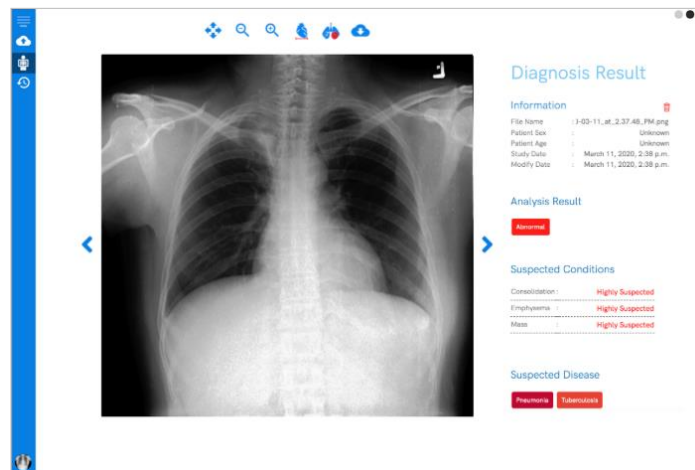 Diagnosis Result
Information
File Name : )-03-11_at_2.37.48_PM.png
Patient Sex : Unknown
Patient Age : Unknown
Study Date : March 11, 2020, 2:38 p.m.
Modify Date : March 11, 2020, 2:38 p.m.
Analysis Result
Abnormal
Suspected Conditions
Consolidation : Highly Suspected
Emphysema : Highly Suspected
Mass : Highly Suspected
Suspected Disease
Pneumonia Tuberculosis